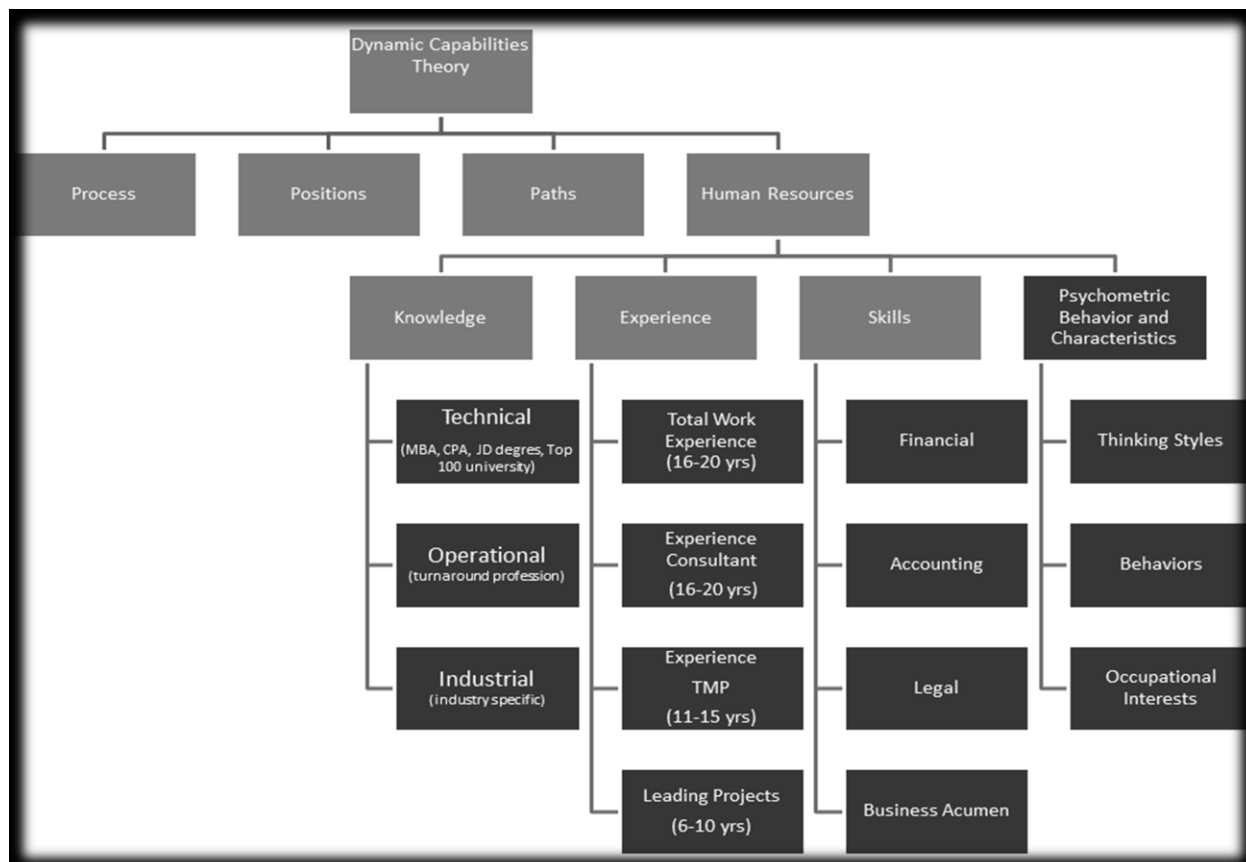 Dynamic Capabilities
Theory
Process
Positions
Paths
Human Resources
Knowledge
Experience
Skills
Psychometric
Behavior and
Characteristics
Technical
(MBA, CPA, JD degres, Top
100 university)
Operational
(turnaround profession)
Industrial
(industry specific)
Total Work
Experience
(16-20 yrs)
Experience
Consultant
(16-20 yrs)
Experience
TMP
(11-15 yrs)
Leading Projects
(6-10 yrs)
Financial
Accounting
Legal
Business Acumen
Thinking Styles
Behaviors
Occupational
Interests